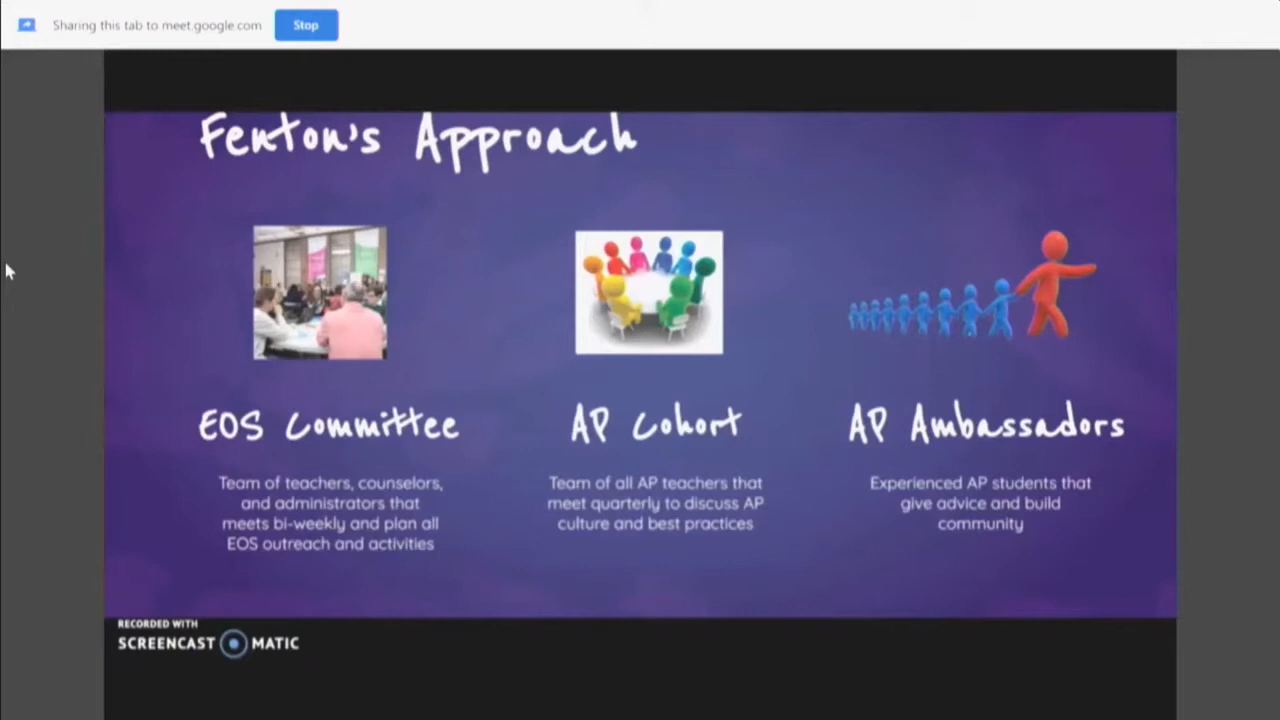 Sharing this tab to meet.google.com
Stop
Fenton's Approach
EOS Committee
Team of teachers, counselors,
and administrators that
meets bi-weekly and plan all
EOS outreach and activities
AP Cohort
Team of all AP teachers that
meet quarterly to discuss AP
culture and best practices
AP Ambassadors
Experienced AP students that
give advice and build
community
RECORDED WITH
SCREENCAST MATIC